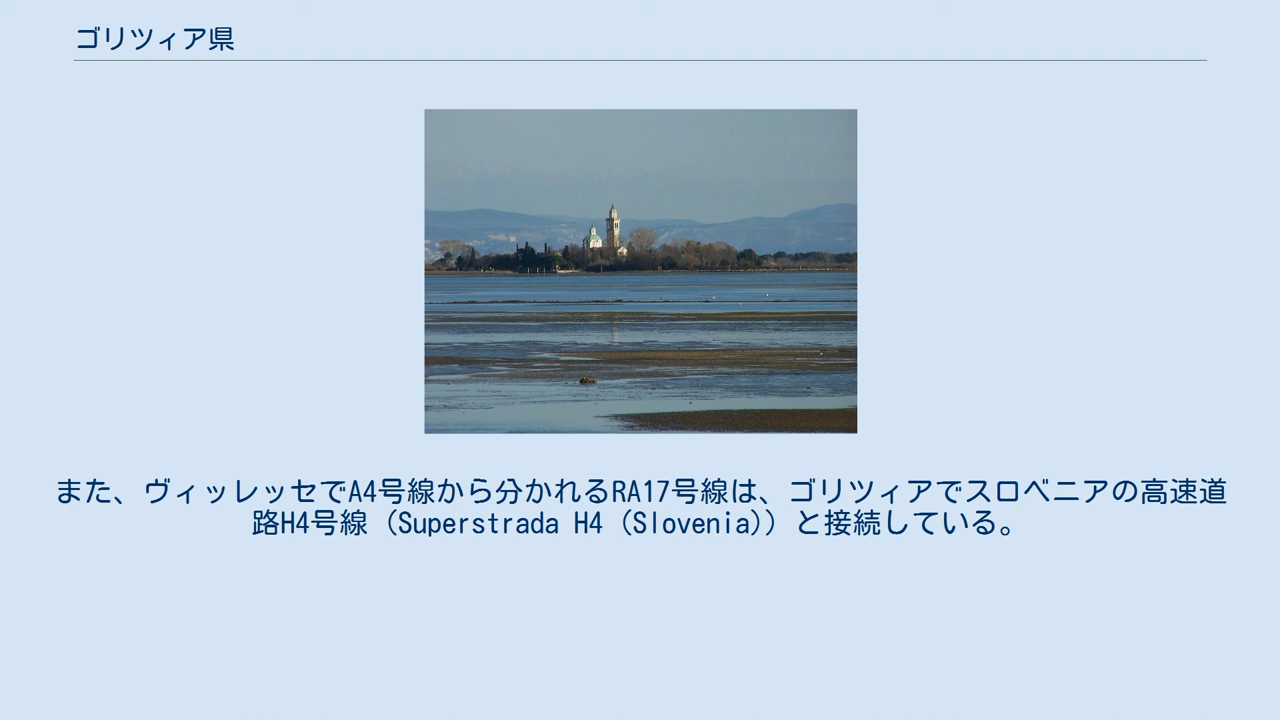 ゴリツィア県
また、ヴィッレッセでA4号線から分かれるRA17号線は、ゴリツィアでスロベニアの高速道
路H4号線（Superstrada H4（Slovenia)）と接続している。